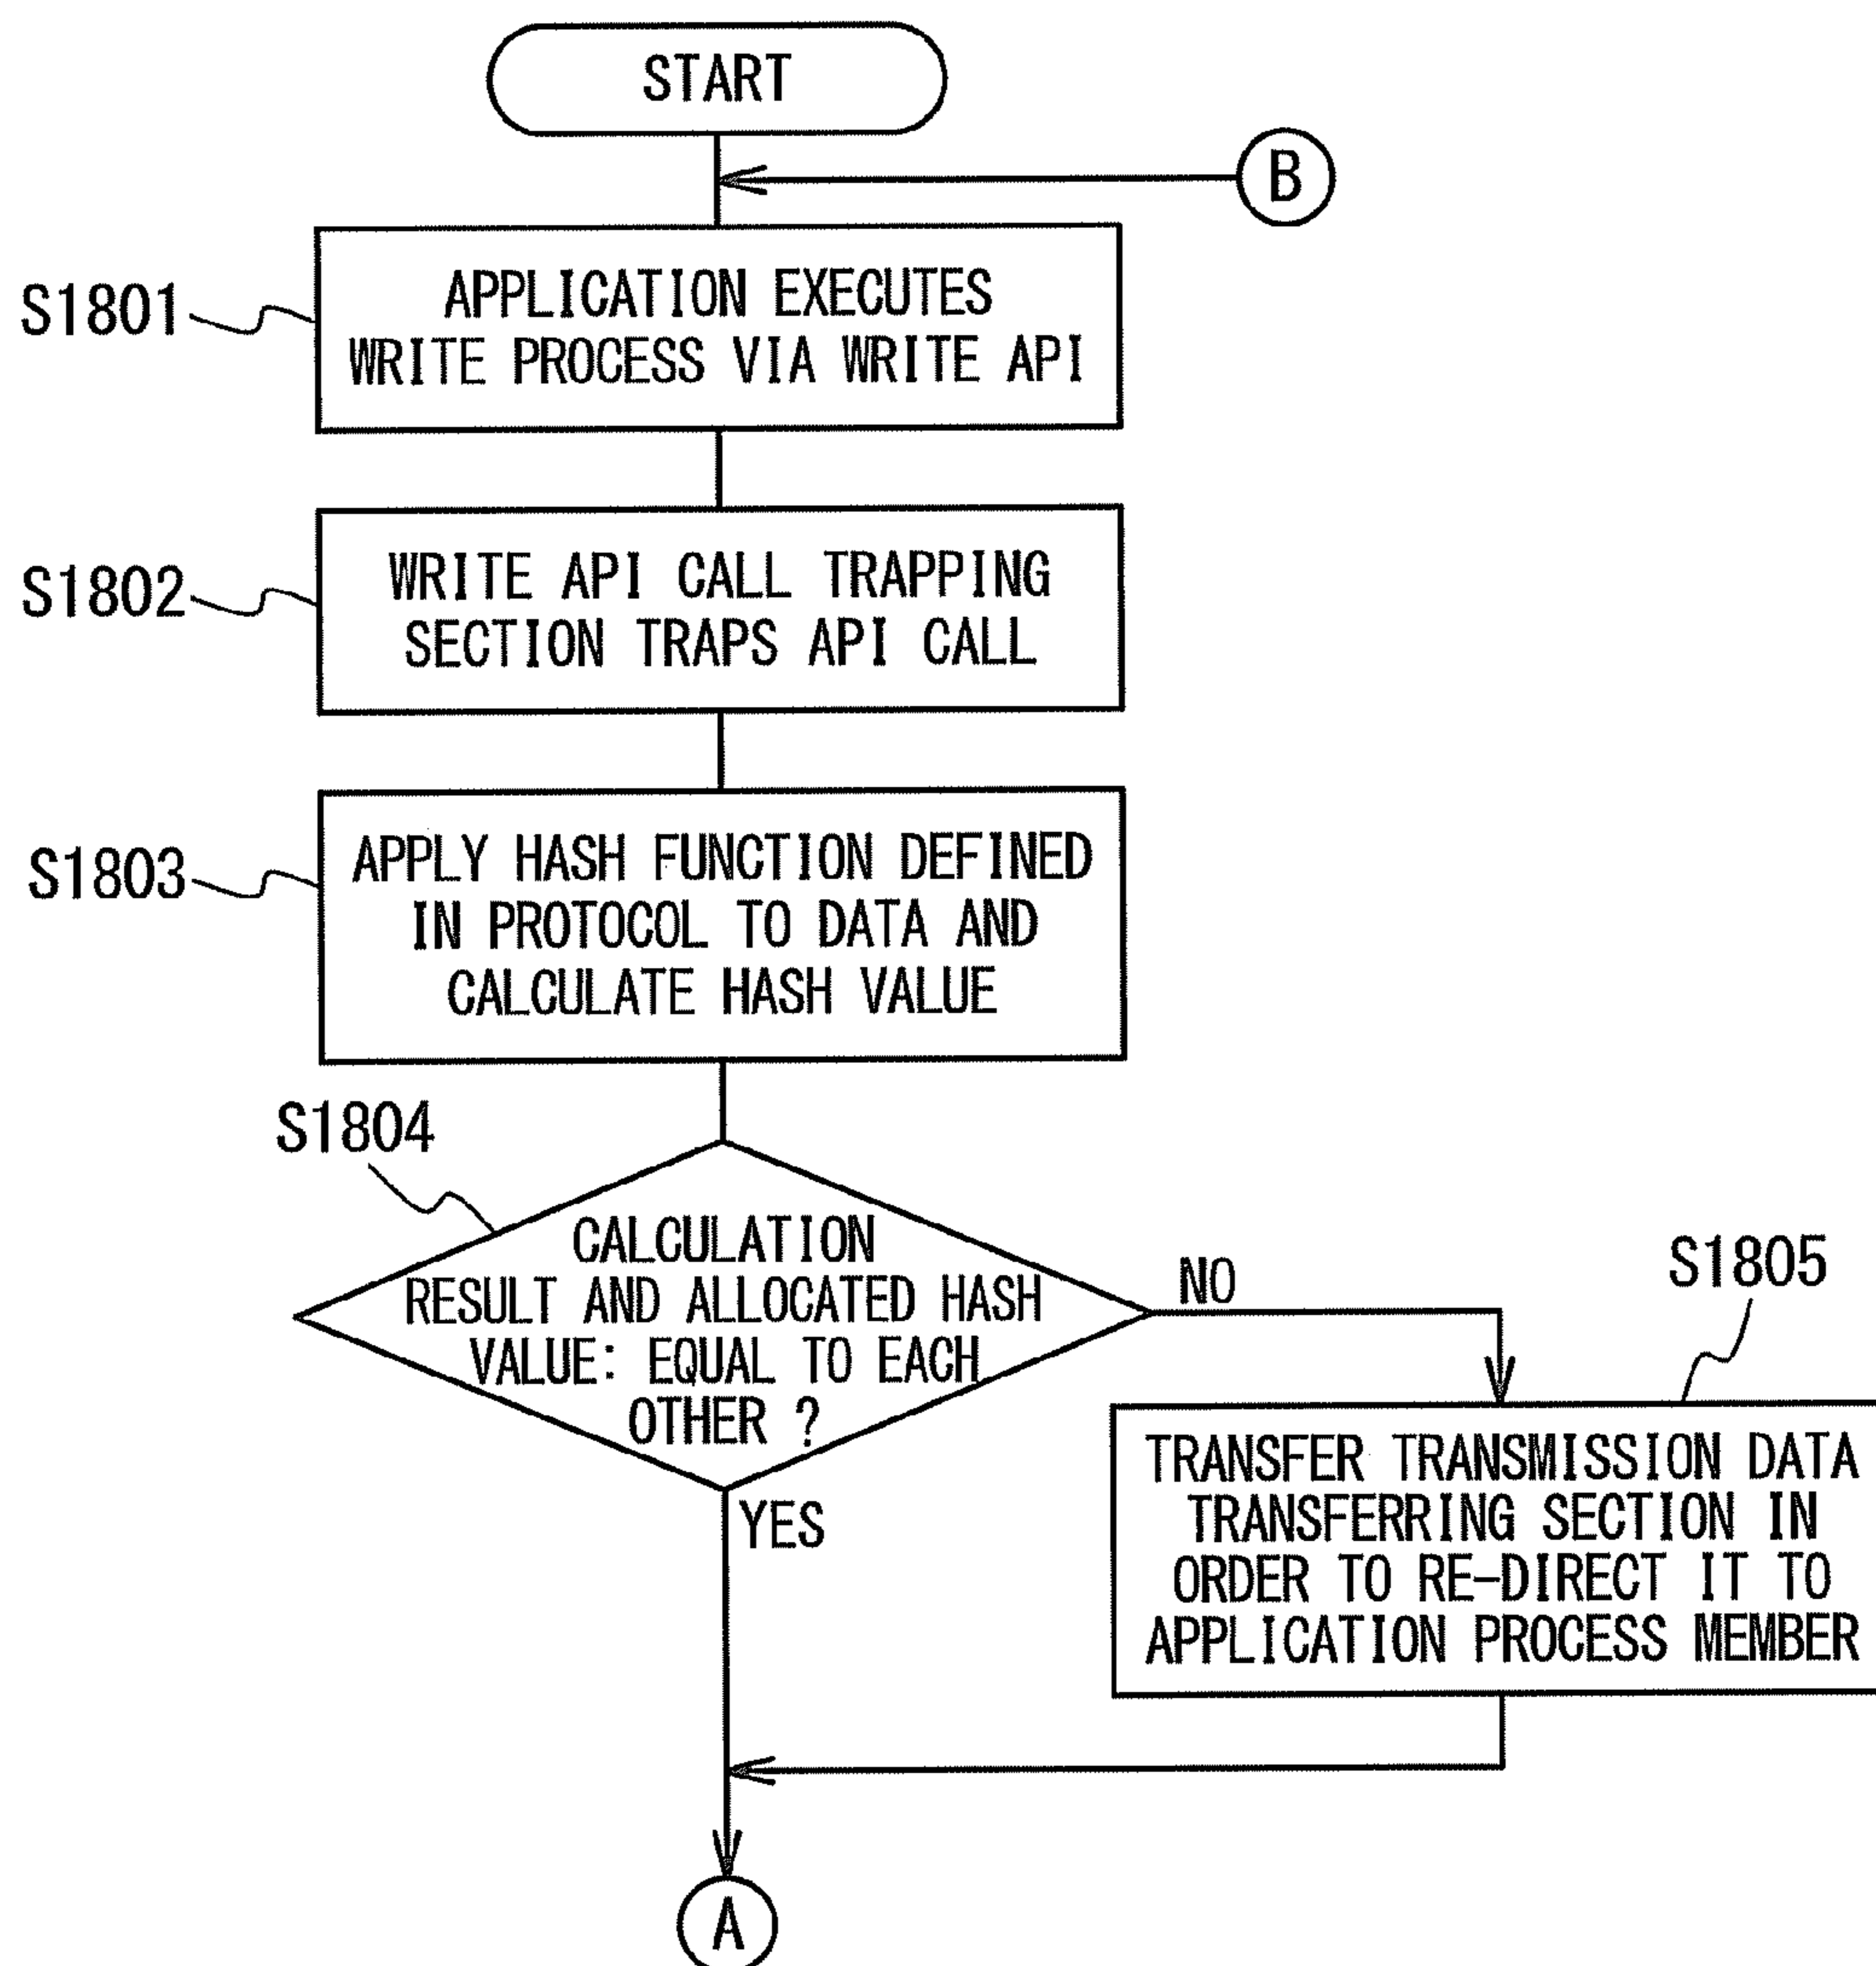 START
B
S1801
APPLICATION EXECUTES
WRITE PROCESS VIA WRITE API
S1802
WRITE API CALL TRAPPING
SECTION TRAPS API CALL
S1803
APPLY HASH FUNCTION DEFINED
IN PROTOCOL TO DATA AND
CALCULATE HASH VALUE
S1804
CALCULATION
RESULT AND ALLOCATED HASH
VALUE: EQUAL TO EACH
OTHER ?
NO
YES
S1805
TRANSFER TRANSMISSION DATA
TRANSFERRING SECTION IN
ORDER TO RE-DIRECT IT TO
APPLICATION PROCESS MEMBER
A